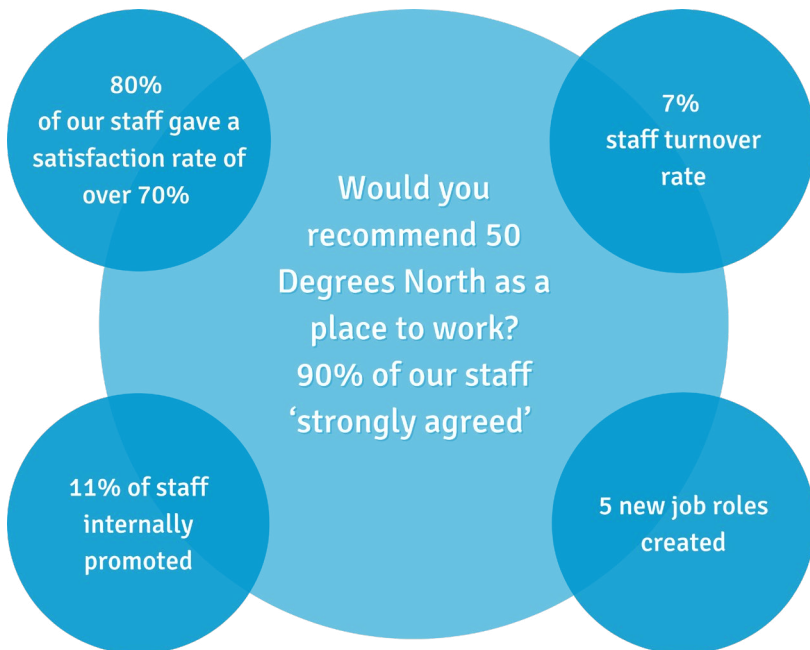 80%
of our staff gave a
satisfaction rate of
over 70%
7%
staff turnover
rate
Would you
recommend 50
Degrees North as a
place to work?
90% of our staff
‘strongly agreed’
11% of staff
internally
promoted
5 new job roles
created